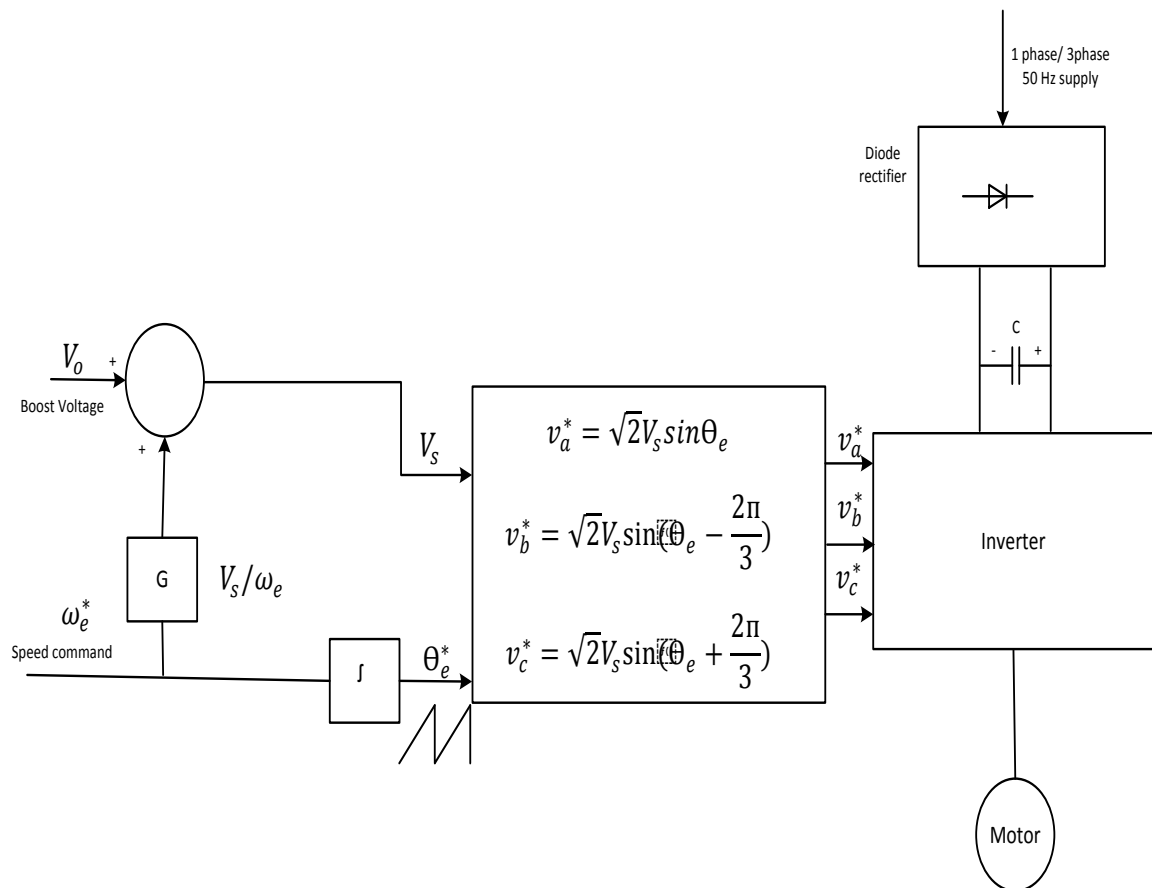 1 phase/ 3phase
50 Hz supply
Diode
rectifier
C
- +
V_o +
Boost Voltage
+
V_s
G
V_s/ω_e
ω_e^*
Speed command
∫
θ_e^*
v_a^* = √2V_s sinθ_e
v_b^* = √2V_s sin(θ_e − 2π/3)
v_c^* = √2V_s sin(θ_e + 2π/3)
v_a^*
v_b^*
v_c^*
Inverter
Motor